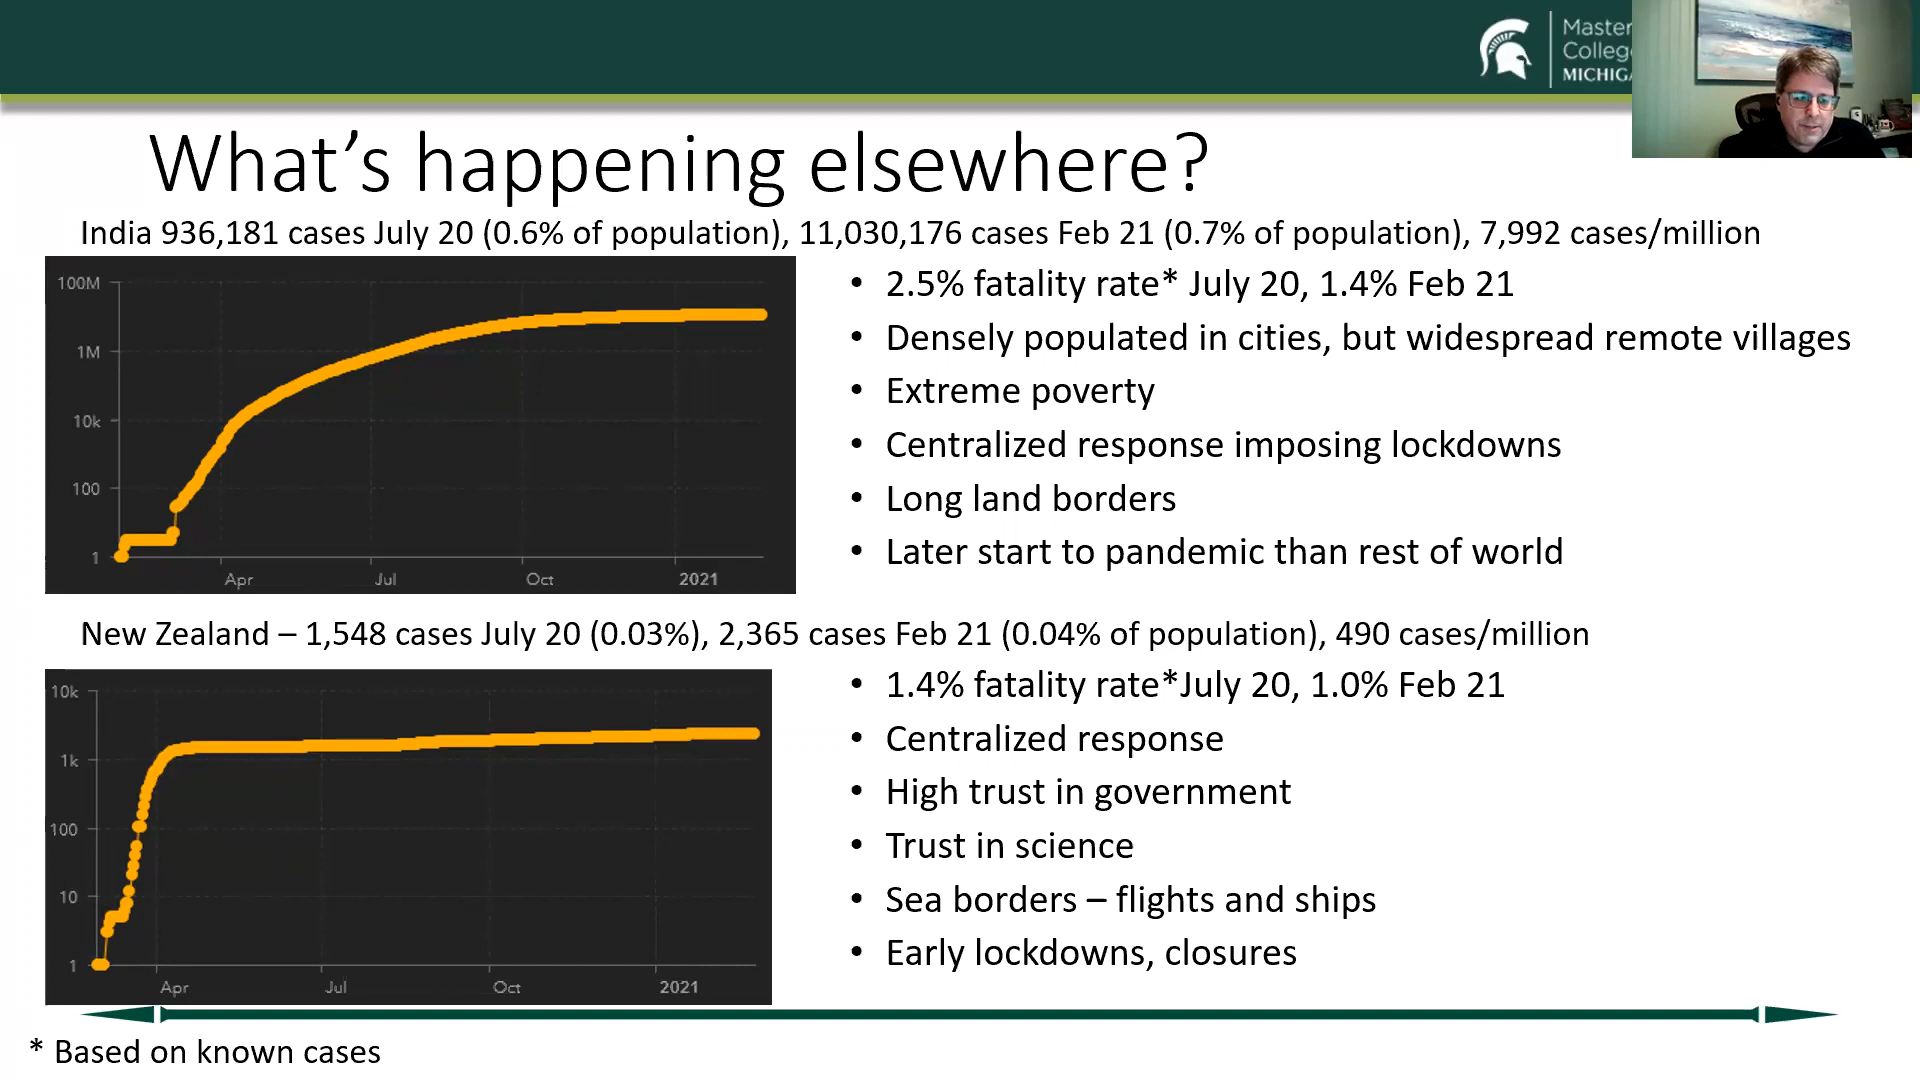 Master
Colleg
MICHIGA
What’s happening elsewhere?
India 936,181 cases July 20 (0.6% of population), 11,030,176 cases Feb 21 (0.7% of population), 7,992 cases/million
100M
1M
10k
100
1
Apr Jul Oct 2021
• 2.5% fatality rate* July 20, 1.4% Feb 21
• Densely populated in cities, but widespread remote villages
• Extreme poverty
• Centralized response imposing lockdowns
• Long land borders
• Later start to pandemic than rest of world
New Zealand – 1,548 cases July 20 (0.03%), 2,365 cases Feb 21 (0.04% of population), 490 cases/million
10k
1k
100
10
1
Apr Jul Oct 2021
• 1.4% fatality rate*July 20, 1.0% Feb 21
• Centralized response
• High trust in government
• Trust in science
• Sea borders – flights and ships
• Early lockdowns, closures
* Based on known cases